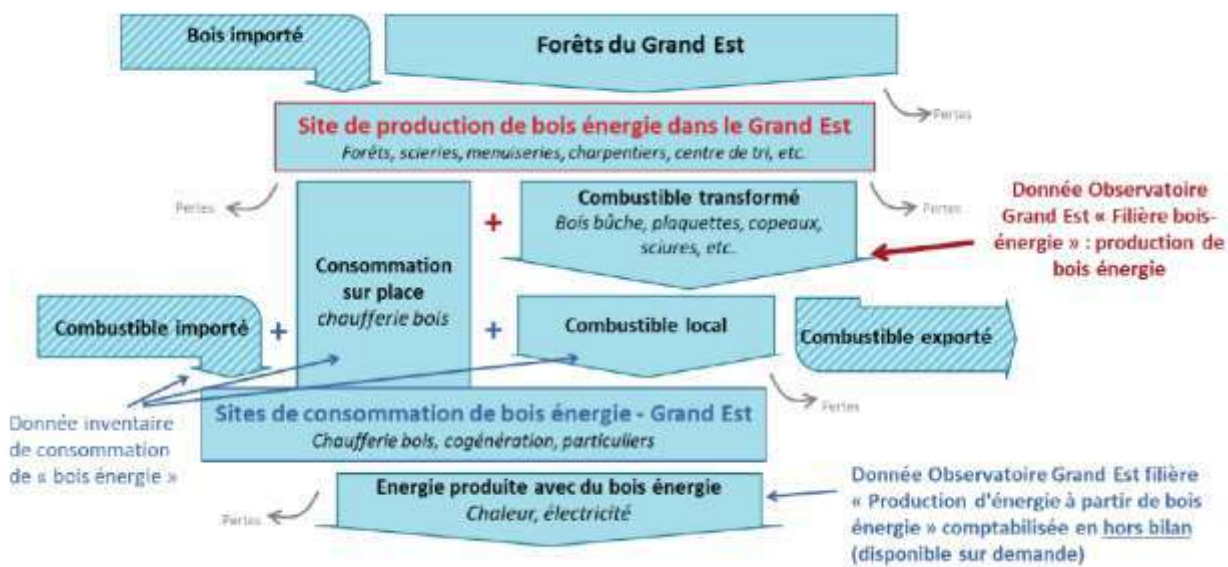 Bois importé
Forêts du Grand Est
Pertes
Site de production de bois énergie dans le Grand Est
Forêts, scieries, menuiseries, charpentiers, centre de tri, etc.
Pertes
Combustible transformé
Bois bûche, plaquettes, copeaux,
sciures, etc.
+
Pertes
Donnée Observatoire
Grand Est « Filière bois-
énergie » : production de
bois énergie
Consommation
sur place
chaufferie bois
Combustible importé
+
+
Combustible local
Combustible exporté
Pertes
Donnée inventaire
de consommation
de « bois énergie »
Sites de consommation de bois énergie - Grand Est
Chaufferie bois, cogénération, particuliers
Energie produite avec du bois énergie
Chaleur, électricité
Pertes
Donnée Observatoire Grand Est filière
« Production d'énergie à partir de bois
énergie » comptabilisée en hors bilan
(disponible sur demande)